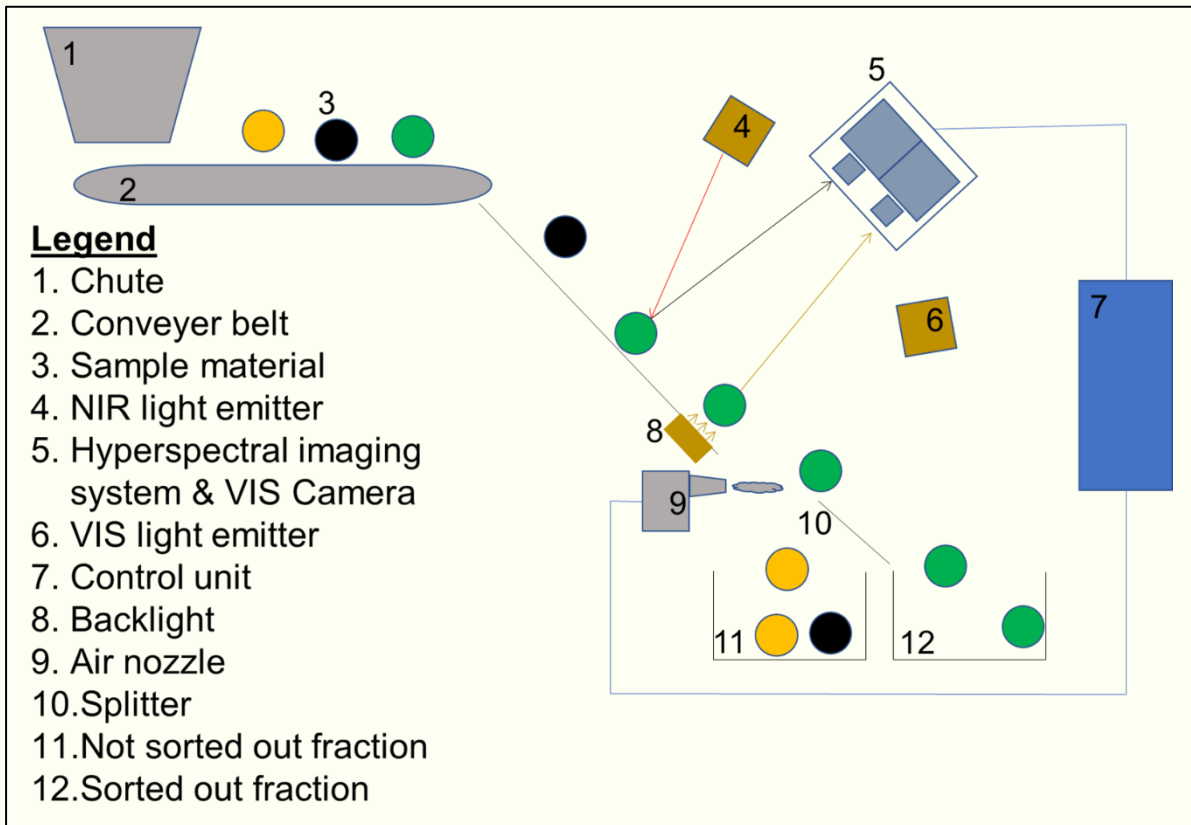 1
3
5
4
2
Legend
1. Chute
2. Conveyer belt
3. Sample material
4. NIR light emitter
5. Hyperspectral imaging
system & VIS Camera
6. VIS light emitter
7. Control unit
8. Backlight
9. Air nozzle
10.Splitter
11.Not sorted out fraction
12.Sorted out fraction
6
7
8
9
10
11
12